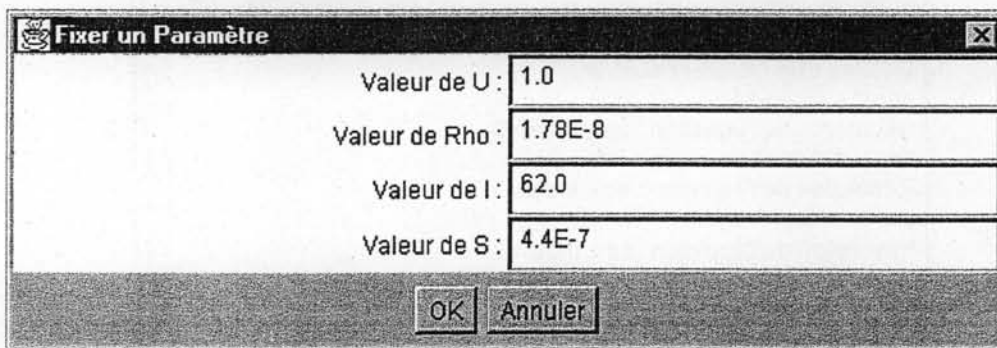 Fixer un Paramètre
Valeur de U : 1.0
Valeur de Rho : 1.78E-8
Valeur de l : 62.0
Valeur de S : 4.4E-7
OK Annuler